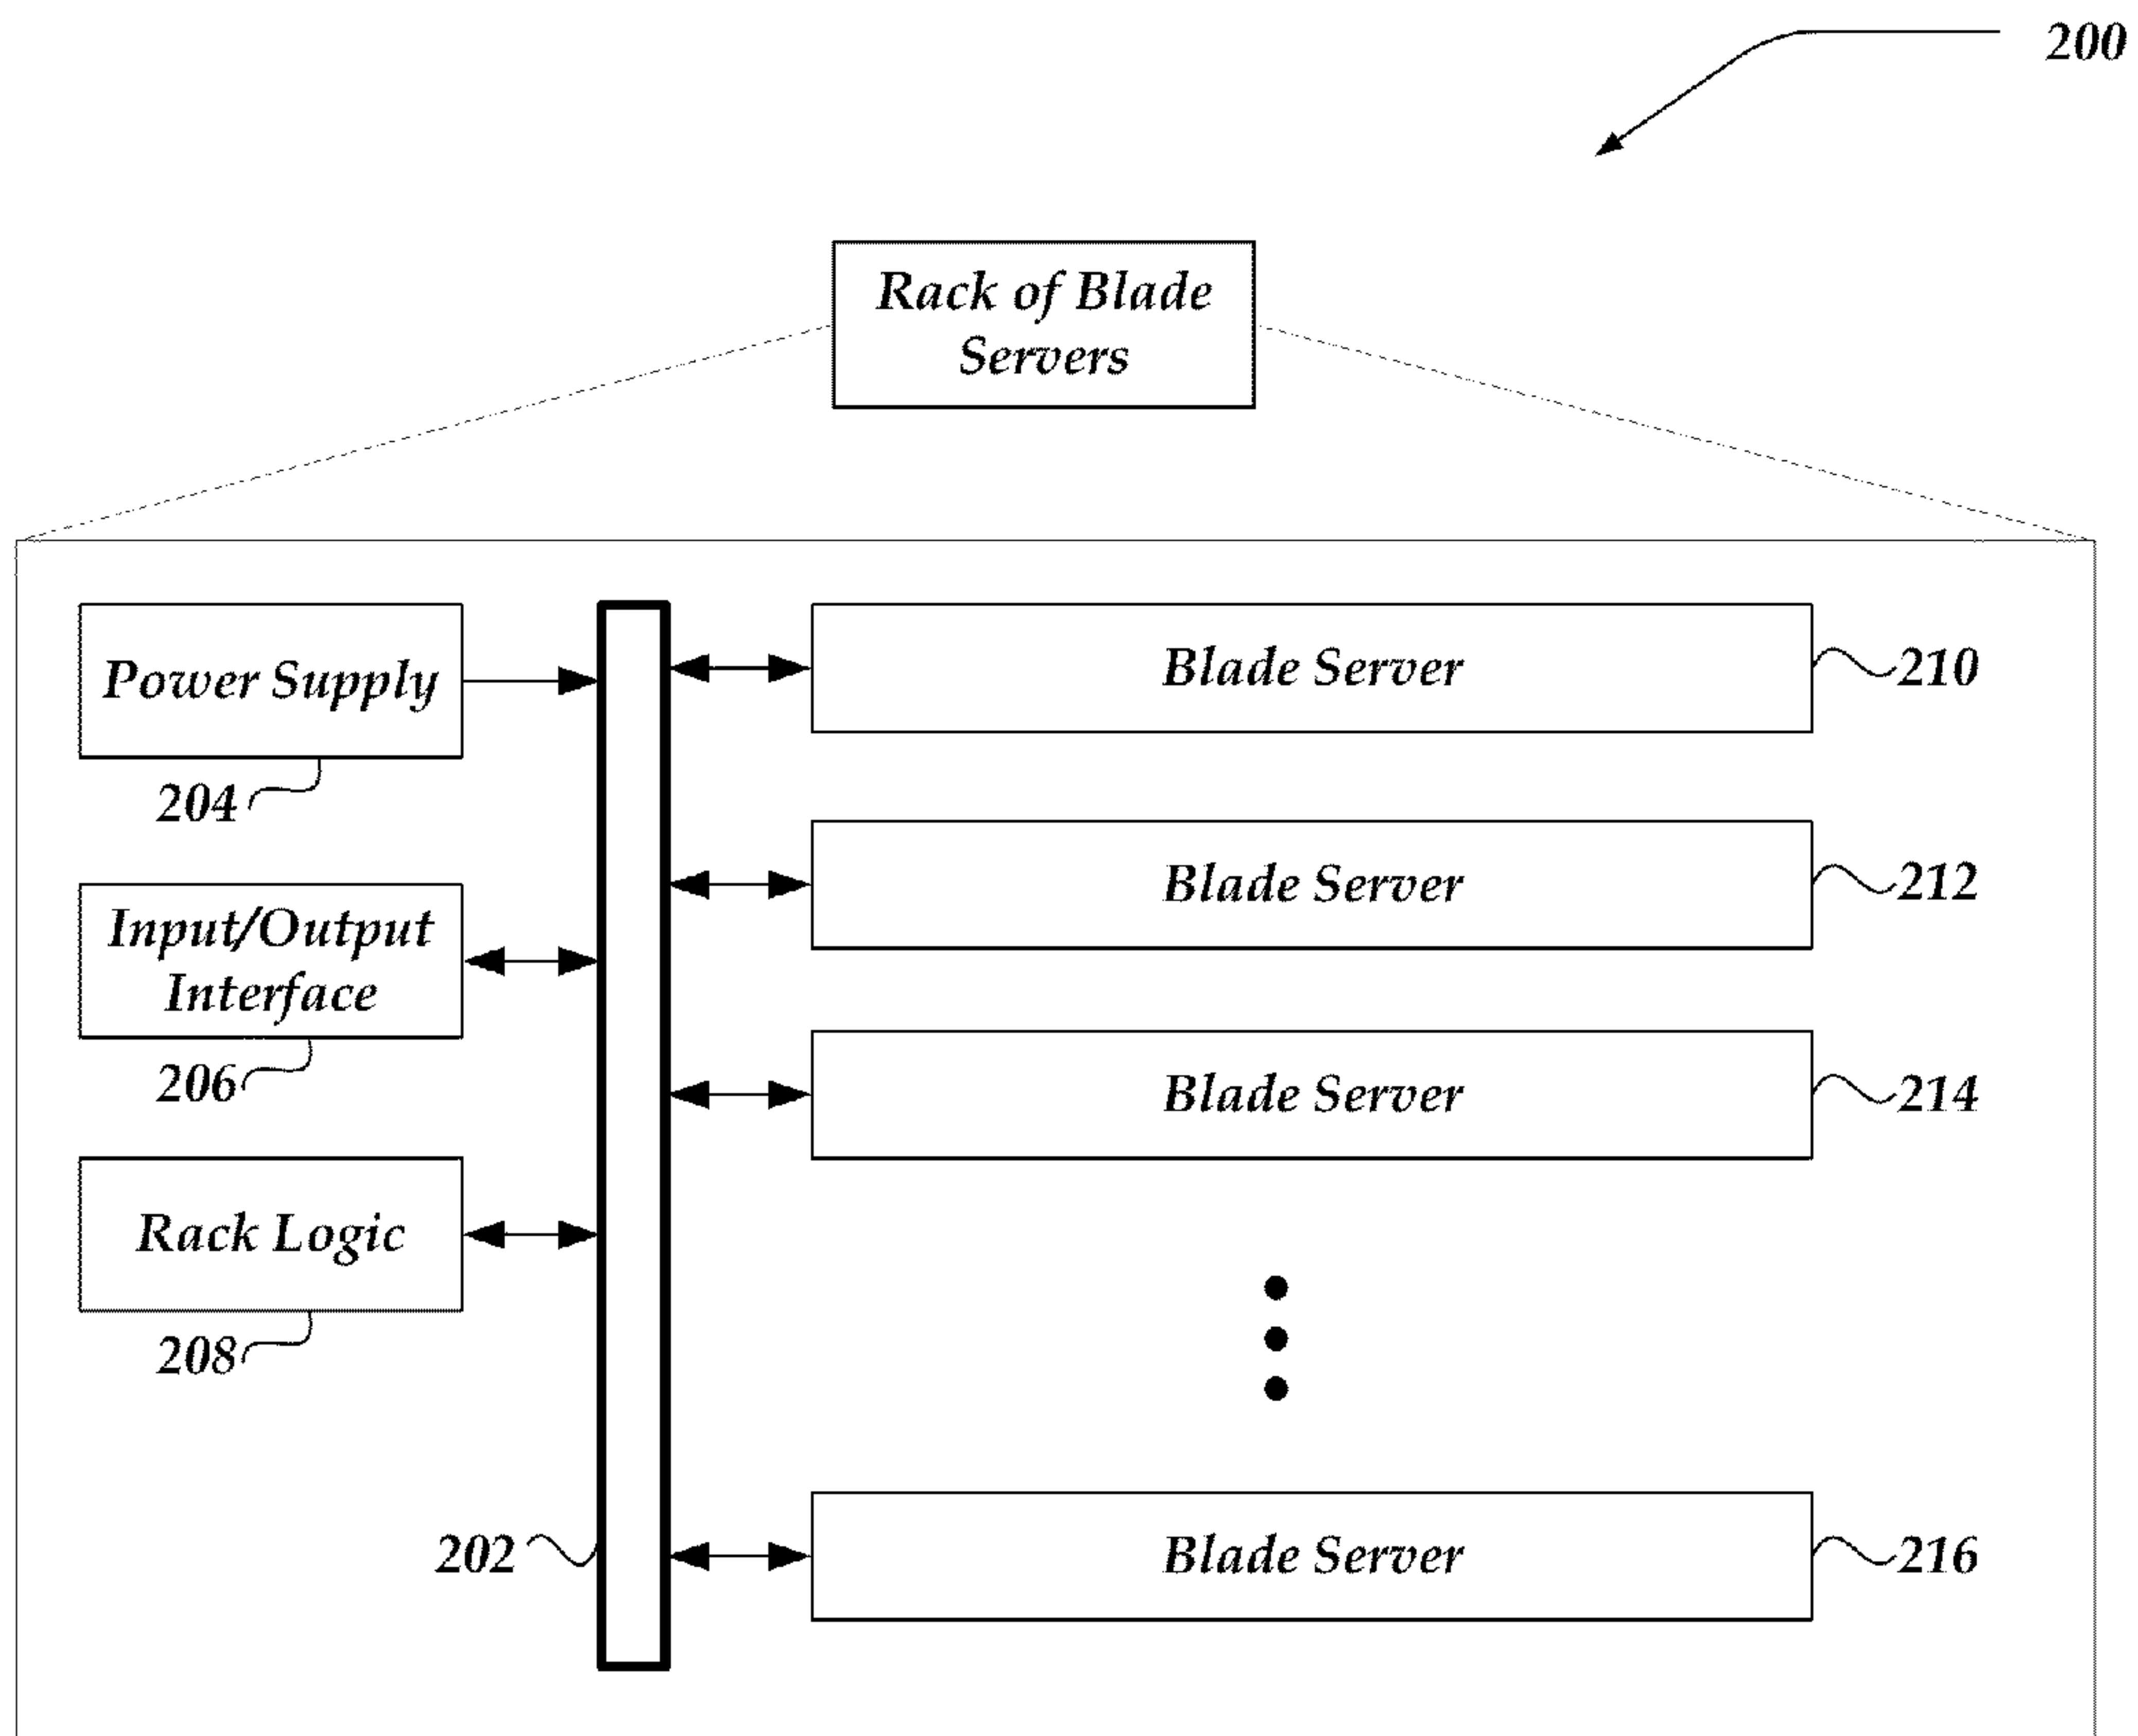 200
Rack of Blade
Servers
Power Supply
204
Input/Output
Interface
206
Rack Logic
208
202
Blade Server
210
Blade Server
212
Blade Server
214
Blade Server
216